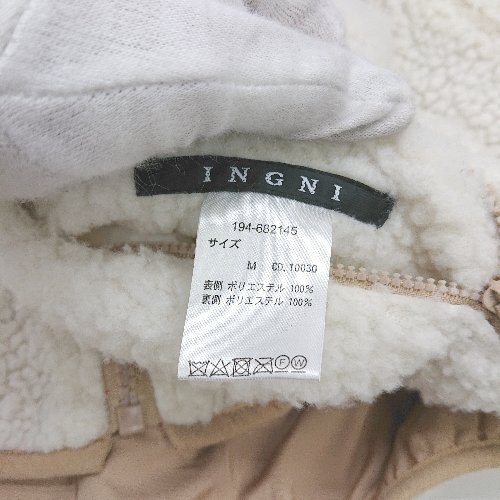 INGNI
194-682145
サイズ
M CD.10030
表側 ポリエステル 100%
裏側 ポリエステル 100%
F W